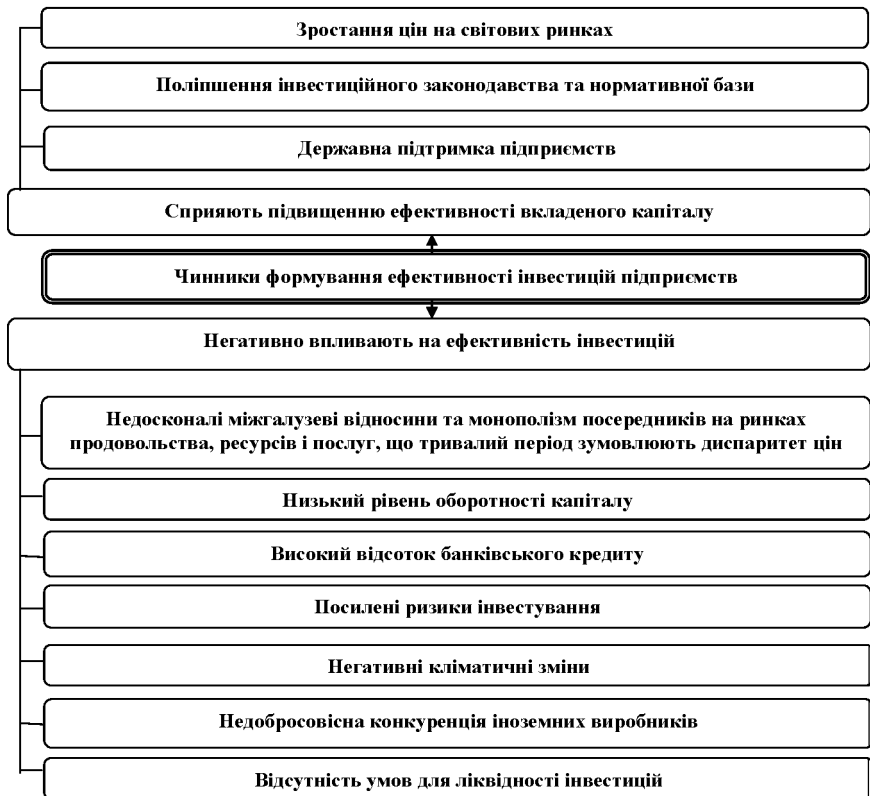 Зростання цін на світових ринках
Поліпшення інвестиційного законодавства та нормативної бази
Державна підтримка підприємств
Сприяють підвищенню ефективності вкладеного капіталу
Чинники формування ефективності інвестицій підприємств
Негативно впливають на ефективність інвестицій
Недосконалі міжгалузеві відносини та монополізм посередників на ринках
продовольства, ресурсів і послуг, що тривалий період зумовлюють диспаритет цін
Низький рівень оборотності капіталу
Високий відсоток банківського кредиту
Посилені ризики інвестування
Негативні кліматичні зміни
Недобросовісна конкуренція іноземних виробників
Відсутність умов для ліквідності інвестицій